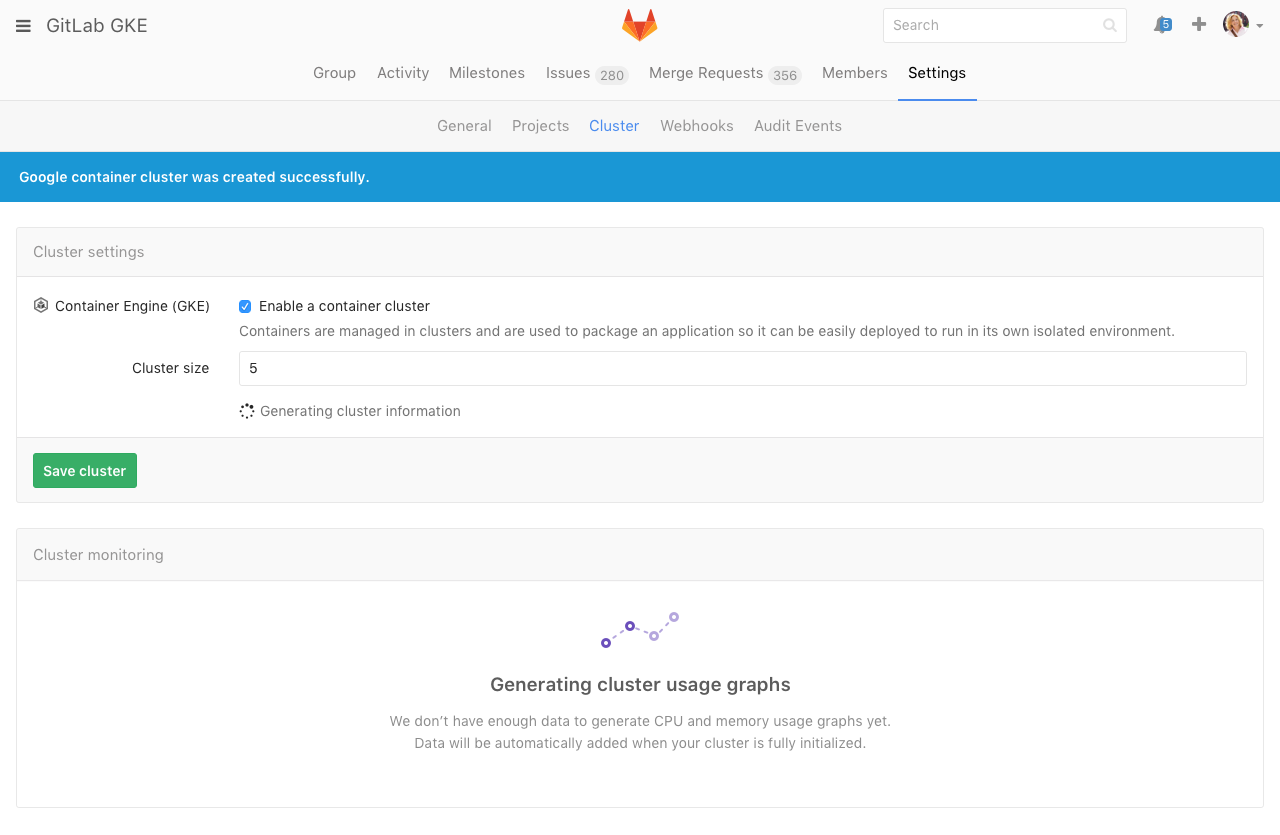 GitLab GKE
Search
5
Group Activity Milestones Issues 280 Merge Requests 356 Members Settings
General Projects Cluster Webhooks Audit Events
Google container cluster was created successfully.
Cluster settings
Container Engine (GKE) Enable a container cluster
Containers are managed in clusters and are used to package an application so it can be easily deployed to run in its own isolated environment.
Cluster size 5
Generating cluster information
Save cluster
Cluster monitoring
Generating cluster usage graphs
We don’t have enough data to generate CPU and memory usage graphs yet.
Data will be automatically added when your cluster is fully initialized.